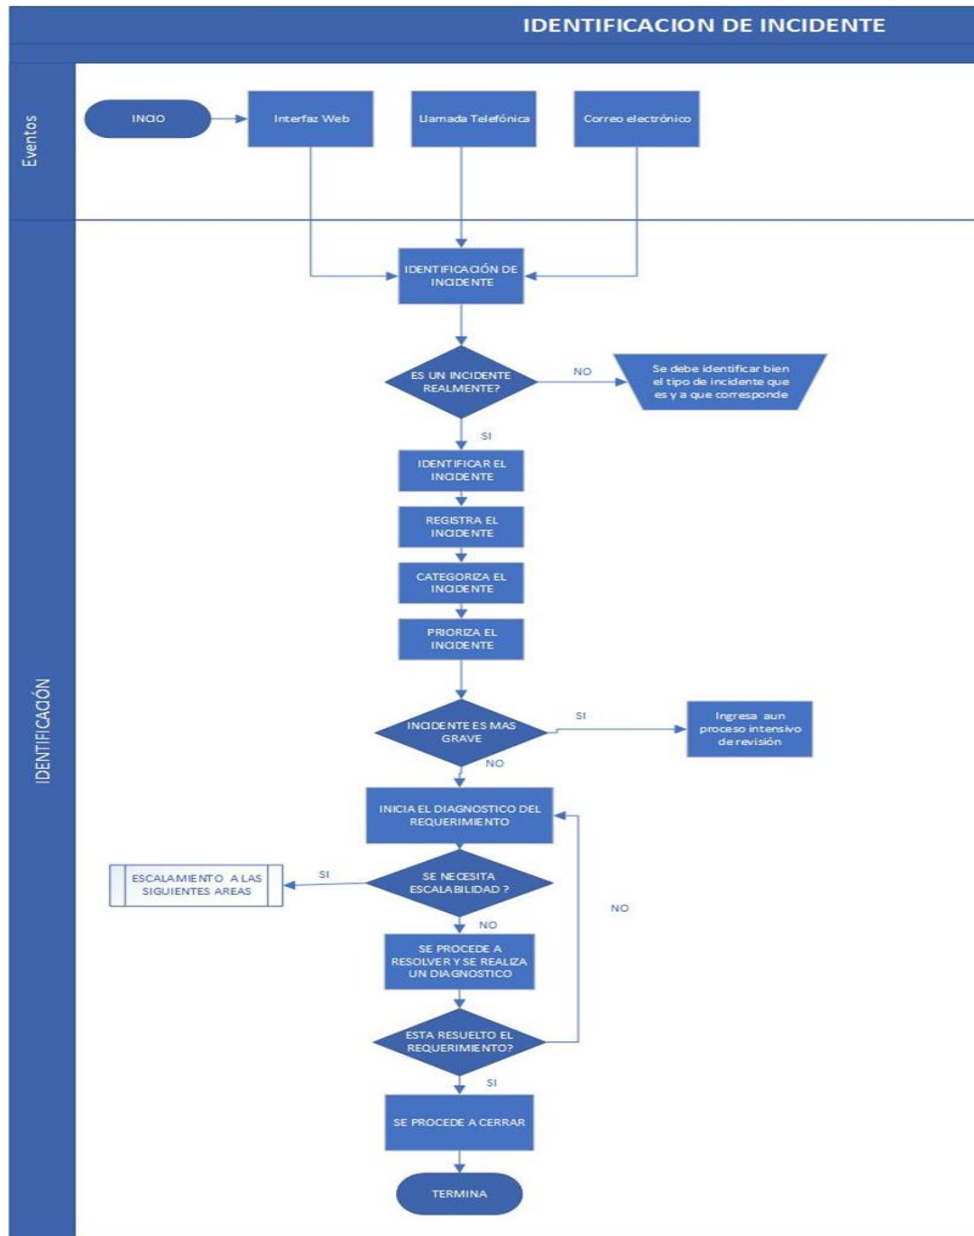 IDENTIFICACION DE INCIDENTE
Eventos
INCIO
Interfaz Web
Llamada Telefónica
Correo electrónico
IDENTIFICACIÓN
IDENTIFICACIÓN DE
INCIDENTE
ES UN INCIDENTE
REALMENTE?
NO
Se debe identificar bien
el tipo de incidente que
es y a que corresponde
SI
IDENTIFICAR EL
INCIDENTE
REGISTRA EL
INCIDENTE
CATEGORIZA EL
INCIDENTE
PRIORIZA EL
INCIDENTE
INCIDENTE ES MAS
GRAVE
SI
Ingresa aun
proceso intensivo
de revisión
NO
INICIA EL DIAGNOSTICO DEL
REQUERIMIENTO
SE NECESITA
ESCALABILIDAD ?
SI
ESCALAMIENTO A LAS
SIGUIENTES AREAS
NO
NO
SE PROCEDE A
RESOLVER Y SE REALIZA
UN DIAGNOSTICO
ESTA RESUELTO EL
REQUERIMIENTO?
SI
SE PROCEDE A CERRAR
TERMINA